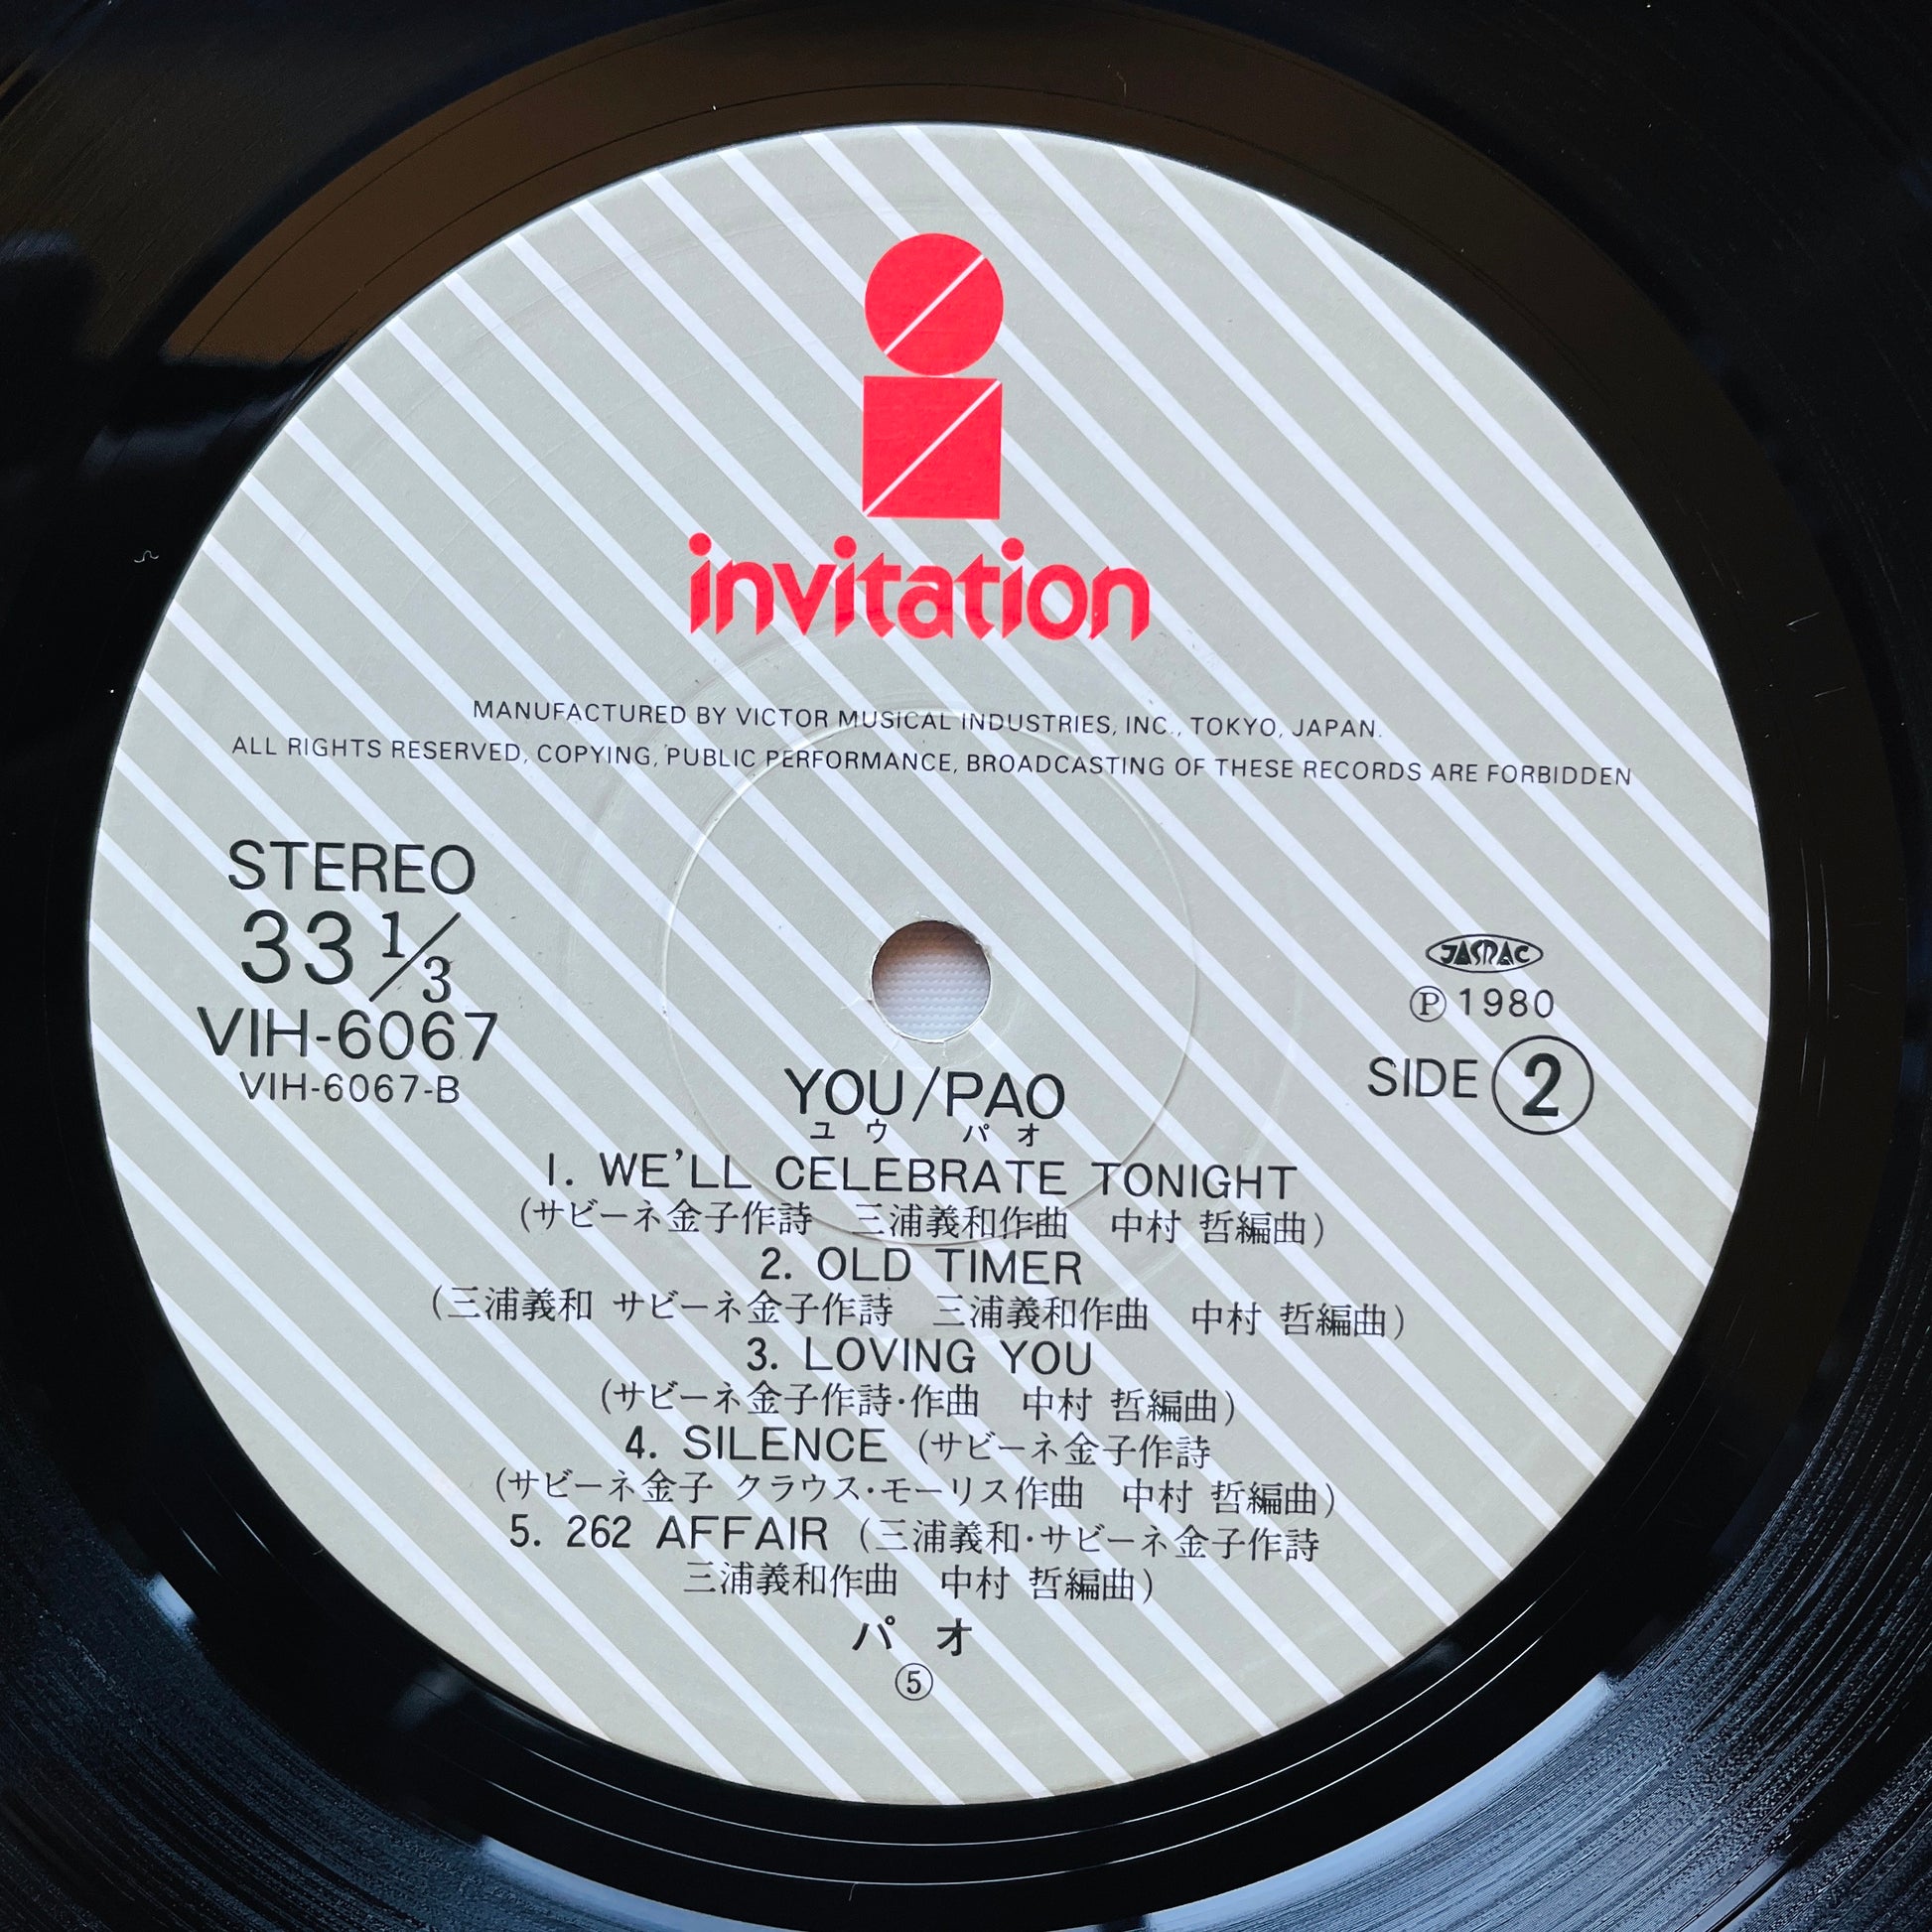 invitation
MANUFACTURED BY VICTOR MUSICAL INDUSTRIES, INC., TOKYO, JAPAN.
ALL RIGHTS RESERVED, COPYING, PUBLIC PERFORMANCE, BROADCASTING OF THESE RECORDS ARE FORBIDDEN
STEREO
33 1/3
VIH-6067
VIH-6067-B
JASRAC
Ⓟ1980
SIDE ②
YOU/PAO
ユウ パオ
1. WE'LL CELEBRATE TONIGHT
(サビーネ金子作詩 三浦義和作曲 中村 哲編曲)
2. OLD TIMER
(三浦義和 サビーネ金子作詩 三浦義和作曲 中村 哲編曲)
3. LOVING YOU
(サビーネ金子作詩・作曲 中村 哲編曲)
4. SILENCE (サビーネ金子作詩
(サビーネ金子 クラウス・モーリス作曲 中村 哲編曲)
5. 262 AFFAIR (三浦義和・サビーネ金子作詩
三浦義和作曲 中村 哲編曲)
パ オ
⑤